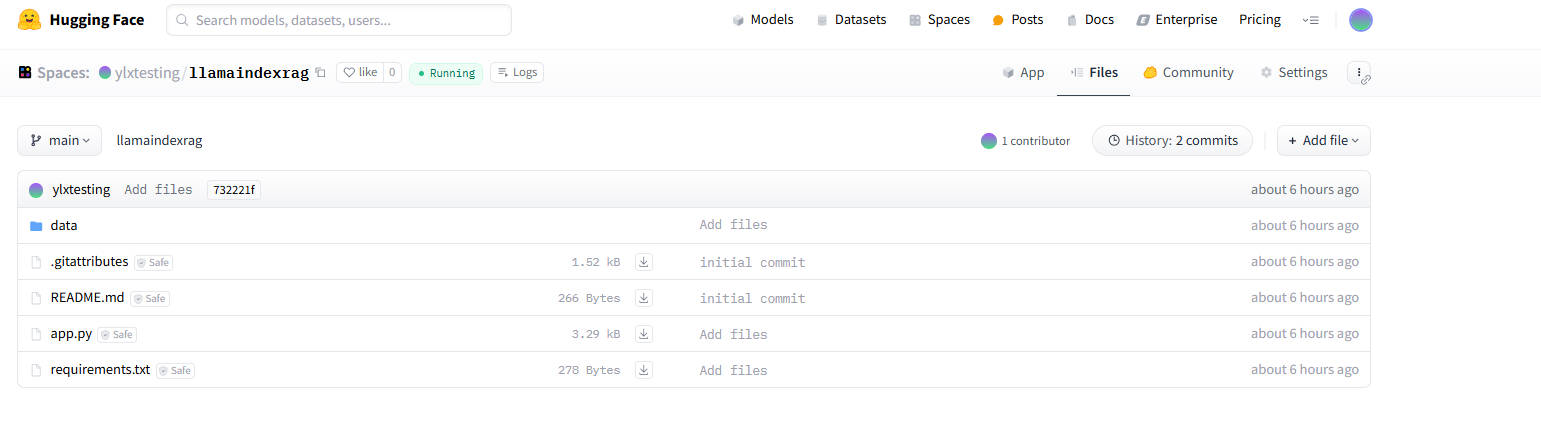 Hugging Face Search models, datasets, users... Models Datasets Spaces Posts Docs Enterprise Pricing
Spaces: ylxtesting/llamaindexrag like 0 Running Logs App Files Community Settings
main llamaindexrag 1 contributor History: 2 commits + Add file
ylxtesting Add files 732221f about 6 hours ago
data Add files about 6 hours ago
.gitattributes Safe 1.52 kB initial commit about 6 hours ago
README.md Safe 266 Bytes initial commit about 6 hours ago
app.py Safe 3.29 kB Add files about 6 hours ago
requirements.txt Safe 278 Bytes Add files about 6 hours ago